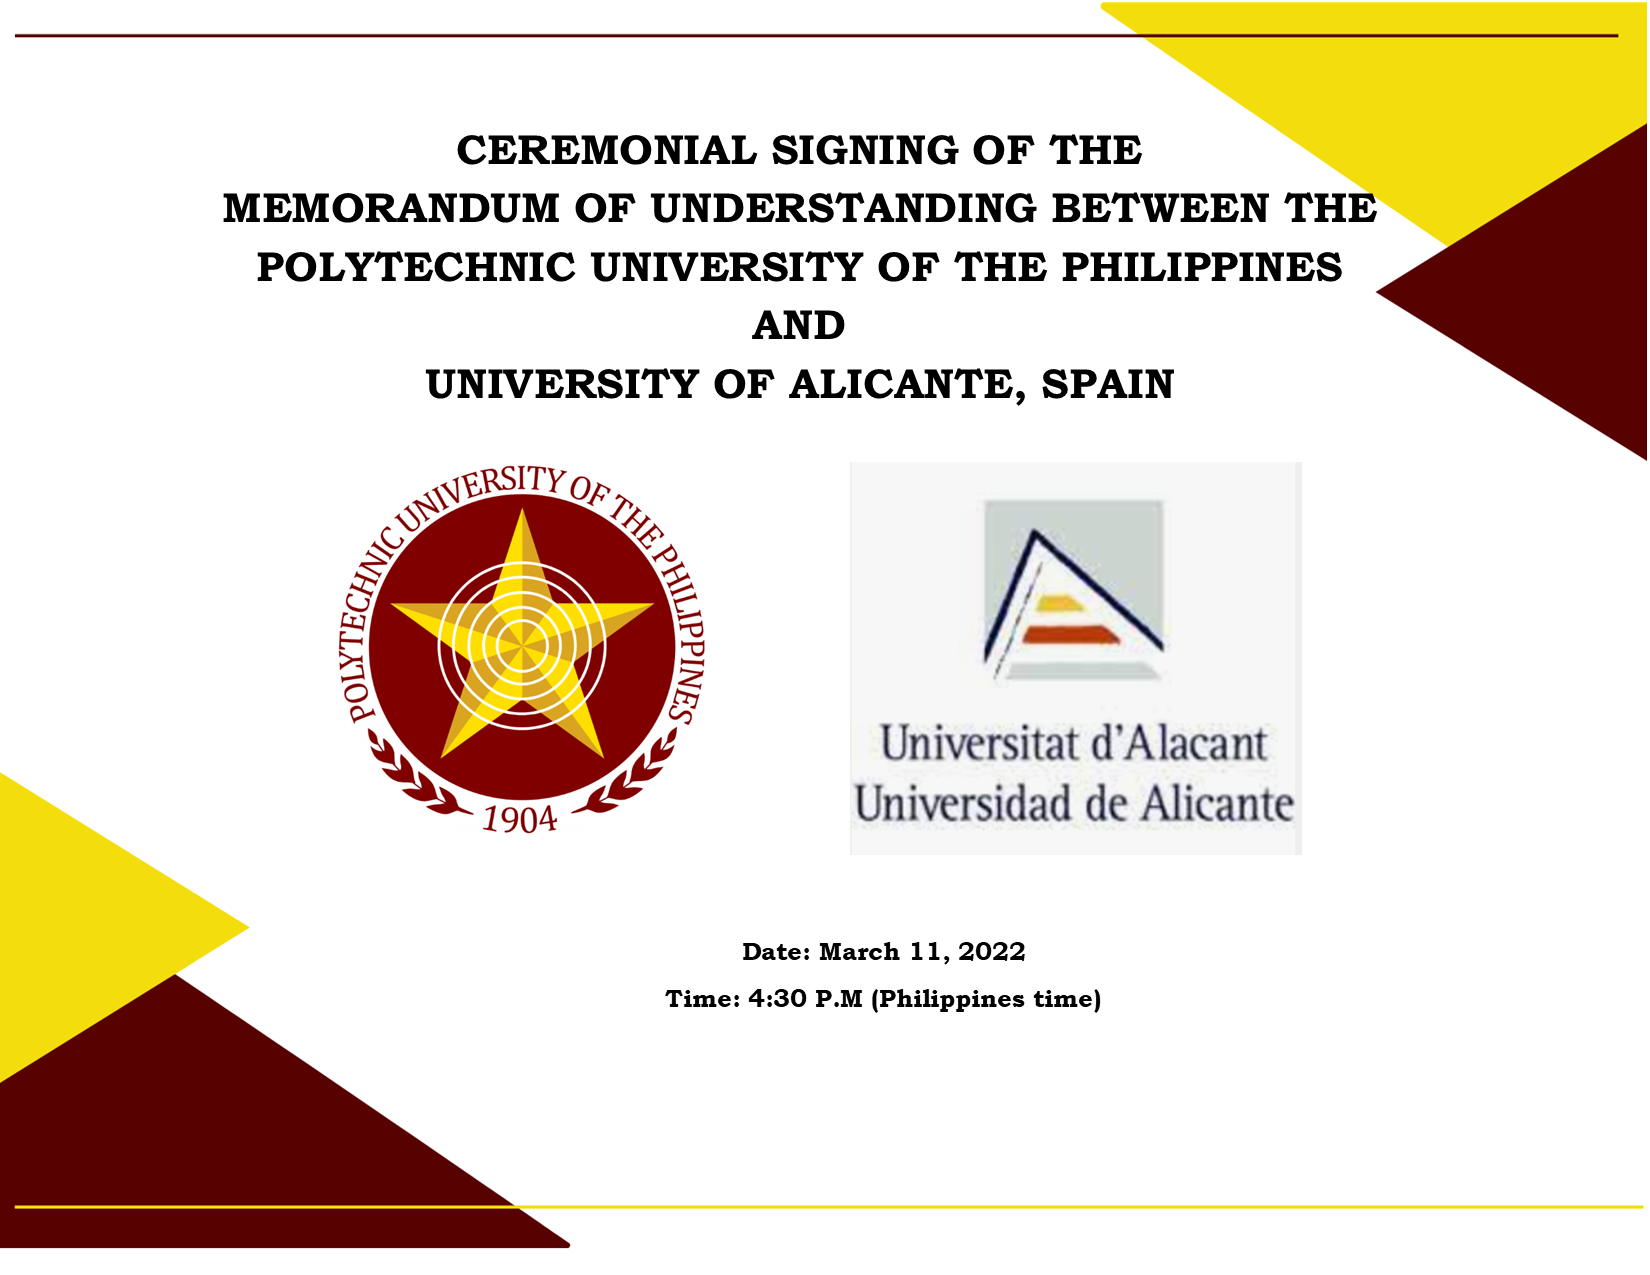 CEREMONIAL SIGNING OF THE
MEMORANDUM OF UNDERSTANDING BETWEEN THE
POLYTECHNIC UNIVERSITY OF THE PHILIPPINES
AND
UNIVERSITY OF ALICANTE, SPAIN
POLYTECHNIC UNIVERSITY OF THE PHILIPPINES
1904
Universitat d'Alacant
Universidad de Alicante
Date: March 11, 2022
Time: 4:30 P.M (Philippines time)